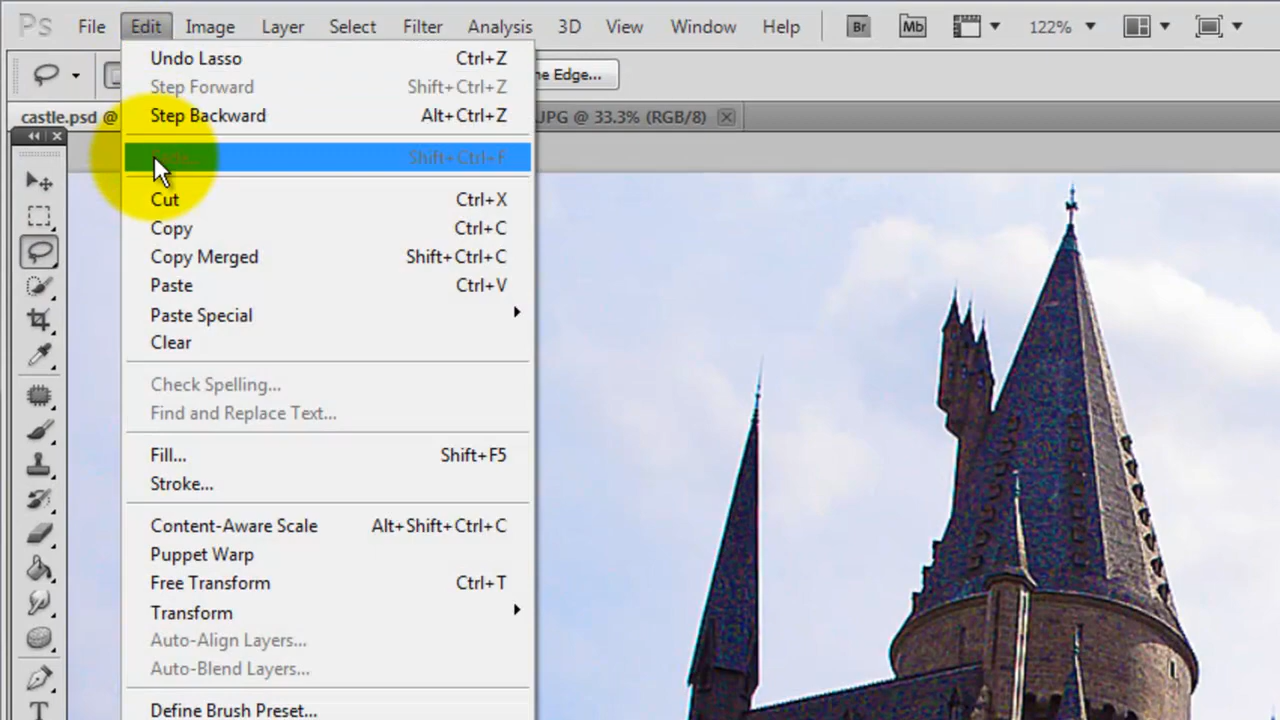 Ps File Edit Image Layer Select Filter Analysis 3D View Window Help Br Mb 122%
ne Edge...
castle.psd @ .JPG @ 33.3% (RGB/8)
Undo Lasso Ctrl+Z
Step Forward Shift+Ctrl+Z
Step Backward Alt+Ctrl+Z
Shift+Ctrl+F
Cut Ctrl+X
Copy Ctrl+C
Copy Merged Shift+Ctrl+C
Paste Ctrl+V
Paste Special
Clear
Check Spelling...
Find and Replace Text...
Fill... Shift+F5
Stroke...
Content-Aware Scale Alt+Shift+Ctrl+C
Puppet Warp
Free Transform Ctrl+T
Transform
Auto-Align Layers...
Auto-Blend Layers...
Define Brush Preset...
T